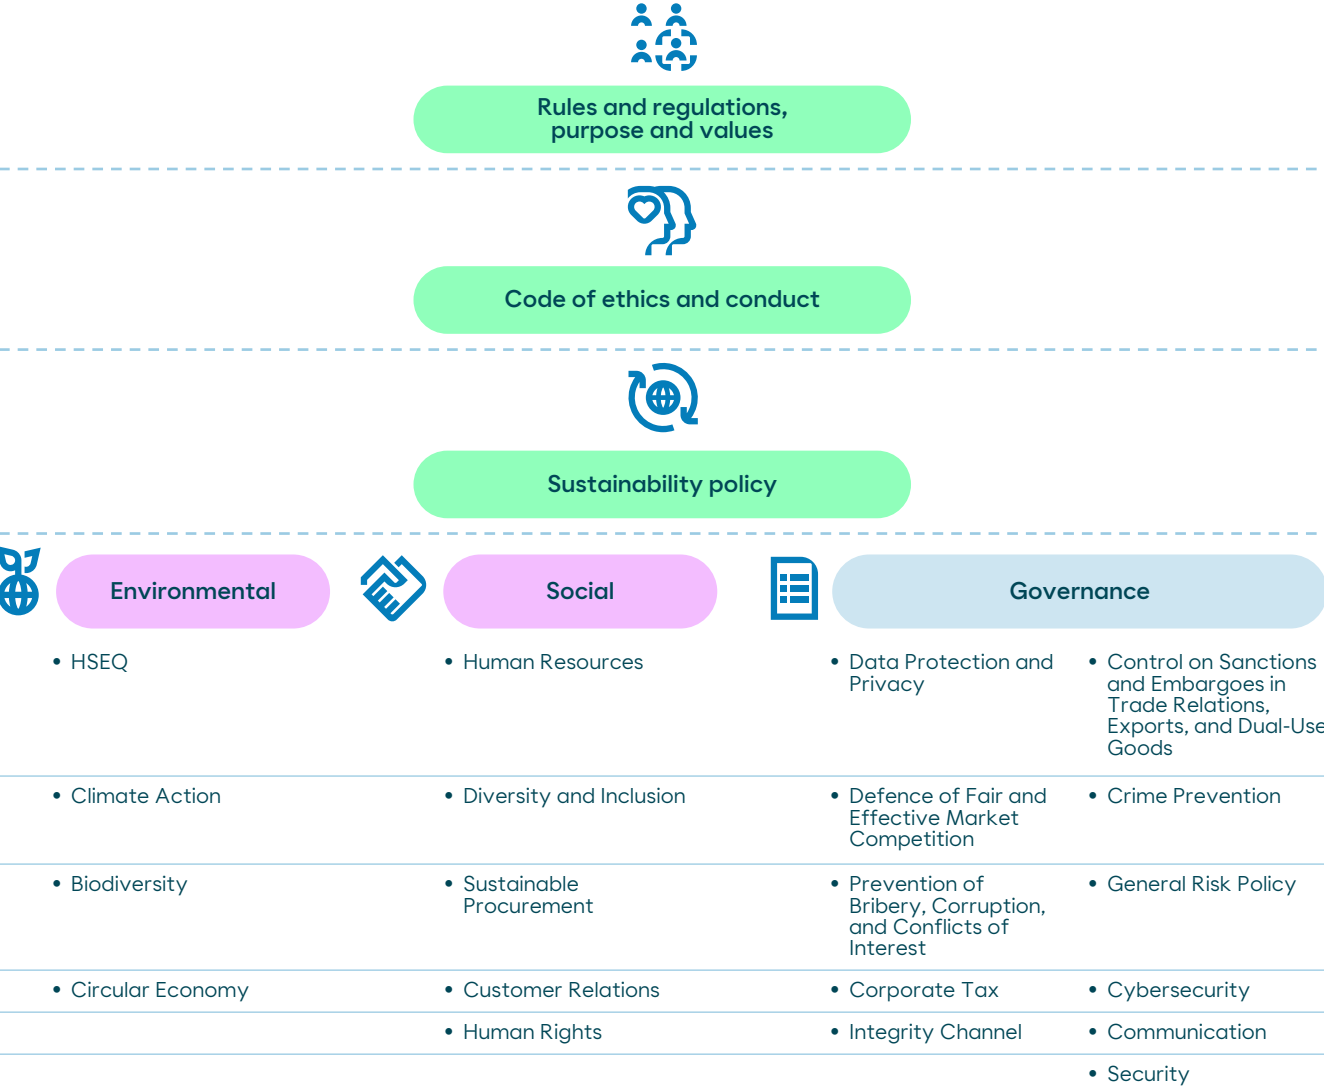 Rules and regulations,
purpose and values
Code of ethics and conduct
Sustainability policy
Environmental
Social
Governance
• HSEQ
• Human Resources
• Data Protection and
Privacy
• Control on Sanctions
and Embargoes in
Trade Relations,
Exports, and Dual-Use
Goods
• Climate Action
• Diversity and Inclusion
• Defence of Fair and
Effective Market
Competition
• Crime Prevention
• Biodiversity
• Sustainable
Procurement
• Prevention of
Bribery, Corruption,
and Conflicts of
Interest
• General Risk Policy
• Circular Economy
• Customer Relations
• Corporate Tax
• Cybersecurity
• Human Rights
• Integrity Channel
• Communication
• Security